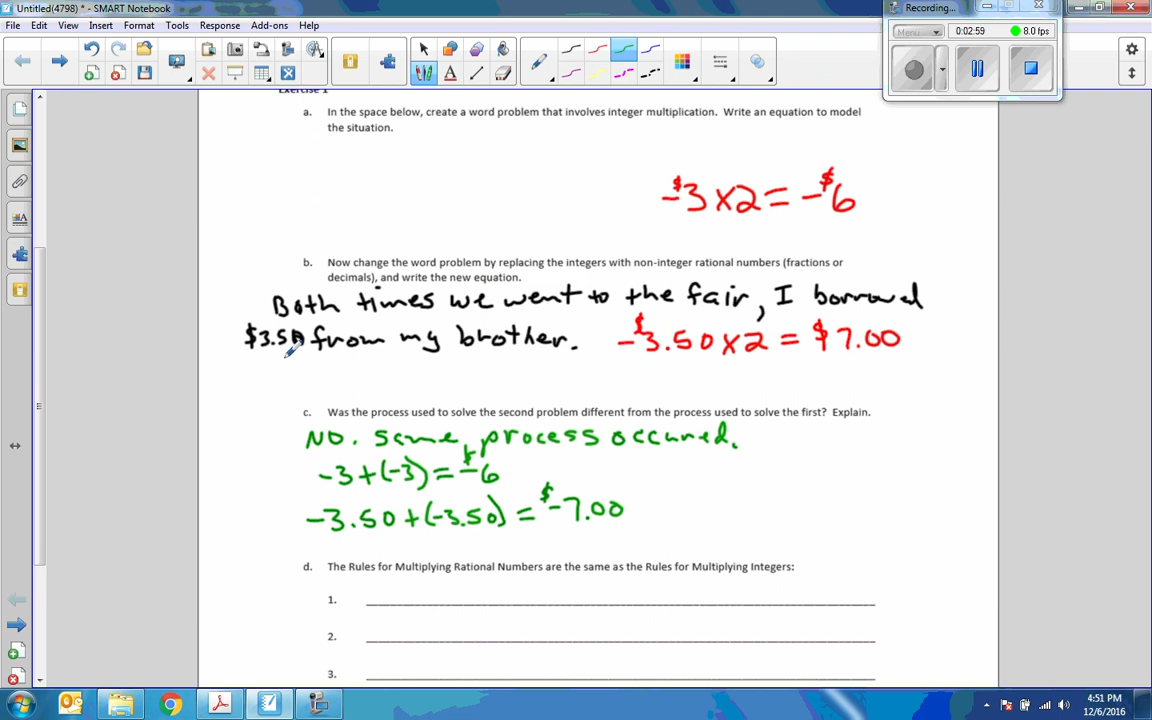 Untitled(4798) * - SMART Notebook
Recording...
File Edit View Insert Format Tools Response Add-ons Help
Menu 0:02:59 8.0 fps
Exercise 1
a. In the space below, create a word problem that involves integer multiplication. Write an equation to model
the situation.
-$3 x 2 = -$6
b. Now change the word problem by replacing the integers with non-integer rational numbers (fractions or
decimals), and write the new equation.
Both times we went to the fair, I borrowed
$3.50 from my brother. -$3.50 x 2 = $7.00
c. Was the process used to solve the second problem different from the process used to solve the first? Explain.
NO. same process occured.
-3 + (-3) = $-6
-3.50 + (-3.50) = $-7.00
d. The Rules for Multiplying Rational Numbers are the same as the Rules for Multiplying Integers:
1.
2.
3.
4:51 PM
12/6/2016